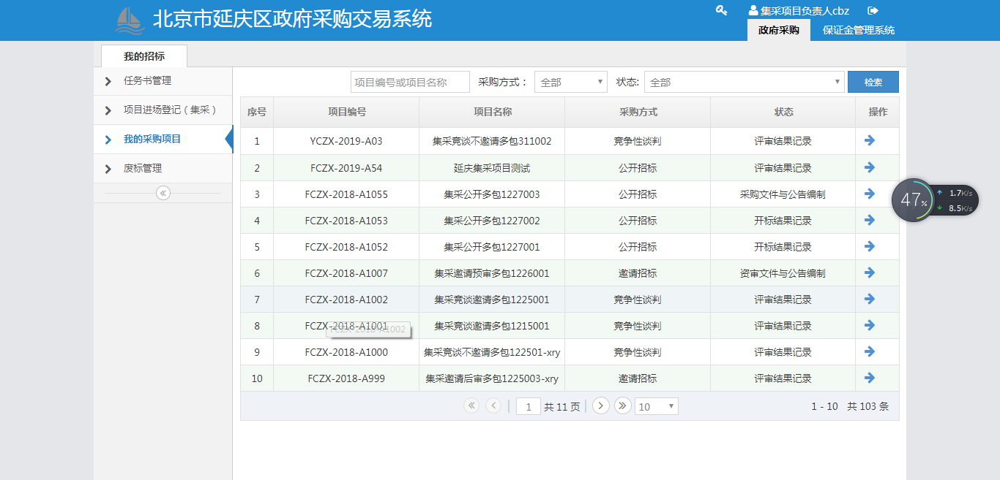 北京市延庆区政府采购交易系统
集采项目负责人cbz
政府采购 保证金管理系统
我的招标
任务书管理
项目进场登记（集采）
我的采购项目
废标管理
项目编号或项目名称 采购方式： 全部 状态: 全部 检索
序号 项目编号 项目名称 采购方式 状态 操作
1 YCZX-2019-A03 集采竞谈不邀请多包311002 竞争性谈判 评审结果记录
2 FCZX-2019-A54 延庆集采项目测试 公开招标 评审结果记录
3 FCZX-2018-A1055 集采公开多包1227003 公开招标 采购文件与公告编制
4 FCZX-2018-A1053 集采公开多包1227002 公开招标 开标结果记录
5 FCZX-2018-A1052 集采公开多包1227001 公开招标 开标结果记录
6 FCZX-2018-A1007 集采邀请预审多包1226001 邀请招标 资审文件与公告编制
7 FCZX-2018-A1002 集采竞谈邀请多包1225001 竞争性谈判 评审结果记录
8 FCZX-2018-A1001 集采竞谈邀请多包1215001 竞争性谈判 评审结果记录
FCZX-2018-A1002
9 FCZX-2018-A1000 集采竞谈不邀请多包122501-xry 竞争性谈判 评审结果记录
10 FCZX-2018-A999 集采邀请后审多包1225003-xry 邀请招标 评审结果记录
1 共 11 页 10 1 - 10 共 103 条
47%
1.7K/s
8.5K/s